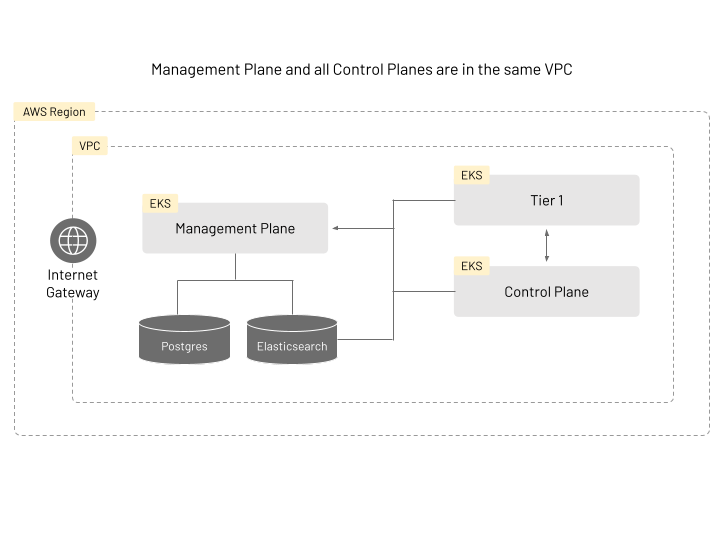 Management Plane and all Control Planes are in the same VPC
AWS Region
VPC
EKS
Tier 1
EKS
Management Plane
EKS
Control Plane
Internet
Gateway
Postgres
Elasticsearch